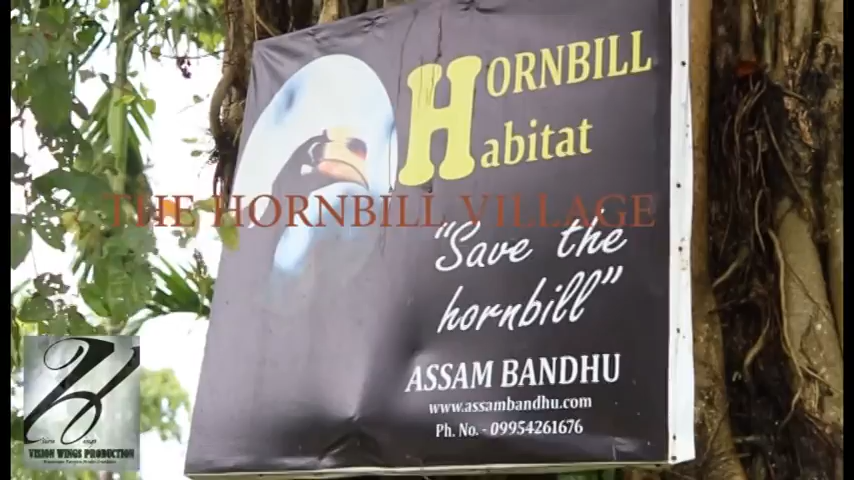 HORNBILL
Habitat
THE HORNBILL VILLAGE
"Save the
hornbill"
ASSAM BANDHU
www.assambandhu.com
Ph. No. - 09954261676
VISION WINGS PRODUCTION